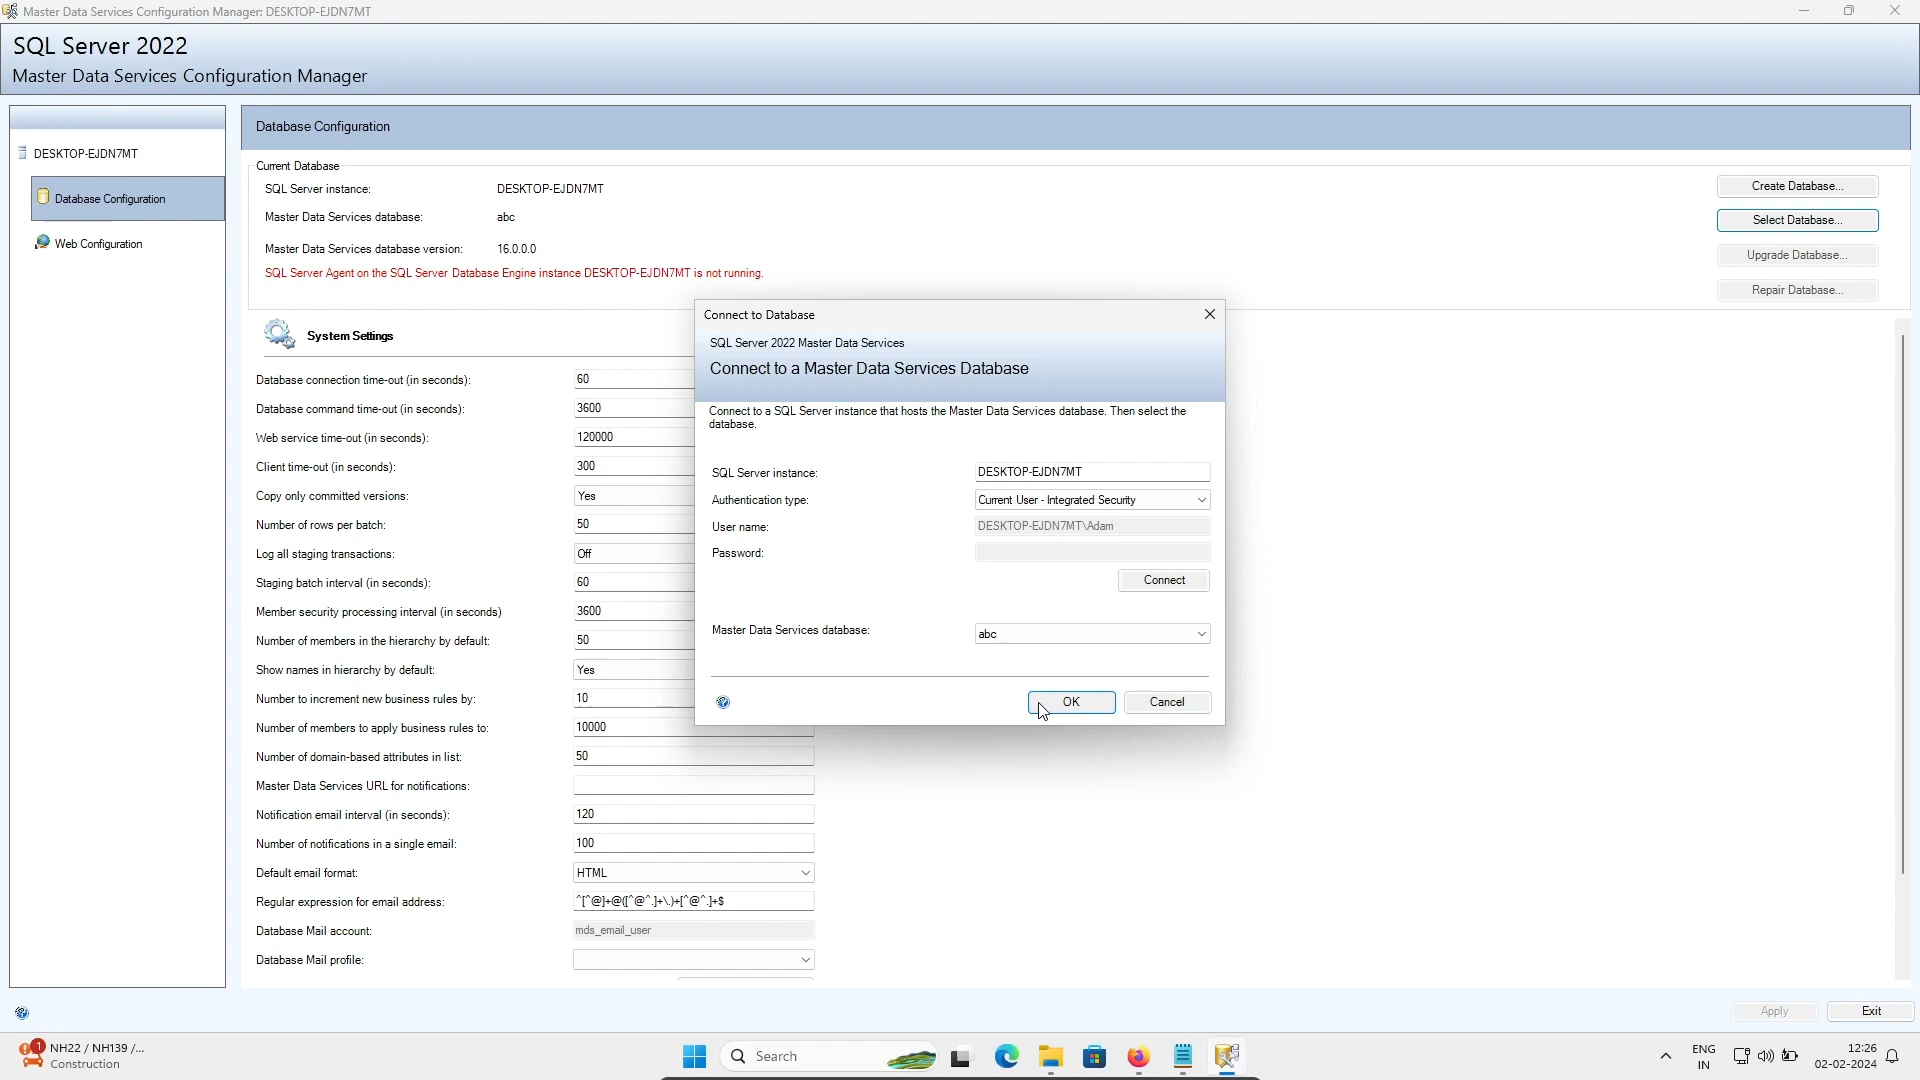 Master Data Services Configuration Manager: DESKTOP-EJDN7MT
SQL Server 2022
Master Data Services Configuration Manager
DESKTOP-EJDN7MT
Database Configuration
Web Configuration
Database Configuration
Current Database
SQL Server instance: DESKTOP-EJDN7MT
Master Data Services database: abc
Master Data Services database version: 16.0.0.0
SQL Server Agent on the SQL Server Database Engine instance DESKTOP-EJDN7MT is not running.
Create Database...
Select Database...
Upgrade Database...
Repair Database...
System Settings
Database connection time-out (in seconds): 60
Database command time-out (in seconds): 3600
Web service time-out (in seconds): 120000
Client time-out (in seconds): 300
Copy only committed versions: Yes
Number of rows per batch: 50
Log all staging transactions: Off
Staging batch interval (in seconds): 60
Member security processing interval (in seconds) 3600
Number of members in the hierarchy by default: 50
Show names in hierarchy by default: Yes
Number to increment new business rules by: 10
Number of members to apply business rules to: 10000
Number of domain-based attributes in list: 50
Master Data Services URL for notifications:
Notification email interval (in seconds): 120
Number of notifications in a single email: 100
Default email format: HTML
Regular expression for email address: ^[^@]+@([^@^.]+\.)+[^@^.]+$
Database Mail account: mds_email_user
Database Mail profile:
Connect to Database
SQL Server 2022 Master Data Services
Connect to a Master Data Services Database
Connect to a SQL Server instance that hosts the Master Data Services database. Then select the
database.
SQL Server instance: DESKTOP-EJDN7MT
Authentication type: Current User - Integrated Security
User name: DESKTOP-EJDN7MT\Adam
Password:
Connect
Master Data Services database: abc
OK Cancel
Apply Exit
1
NH22 / NH139 /...
Construction
Search
ENG
IN
12:26
02-02-2024